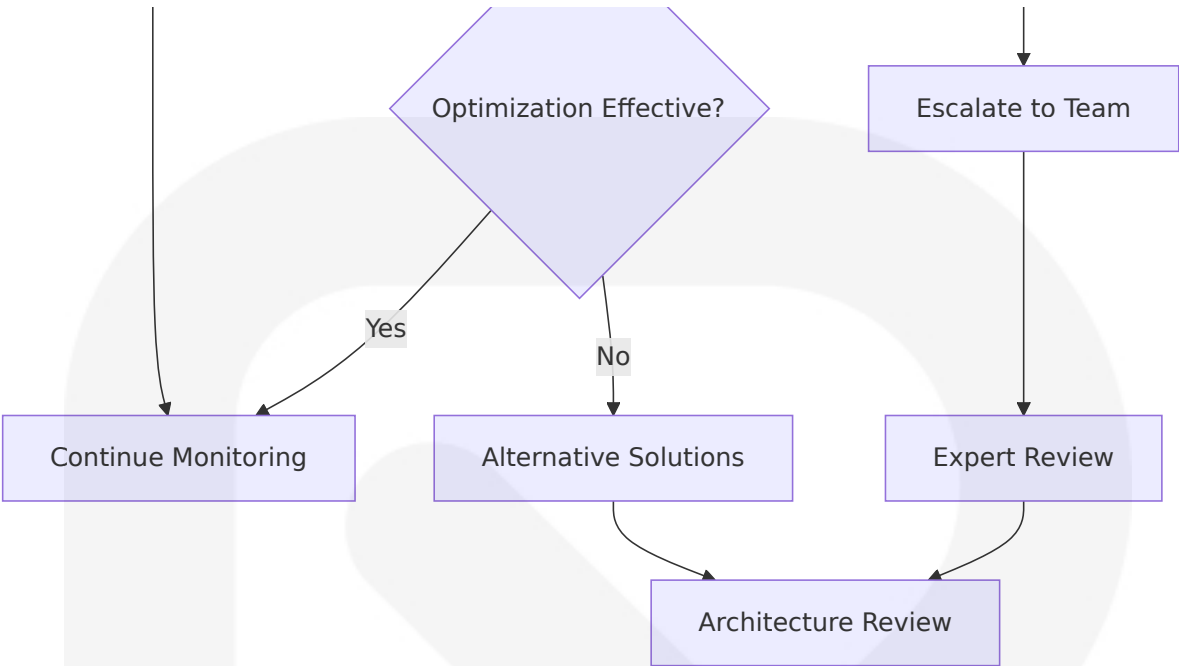 Optimization Effective?
Escalate to Team
Yes
No
Continue Monitoring
Alternative Solutions
Expert Review
Architecture Review